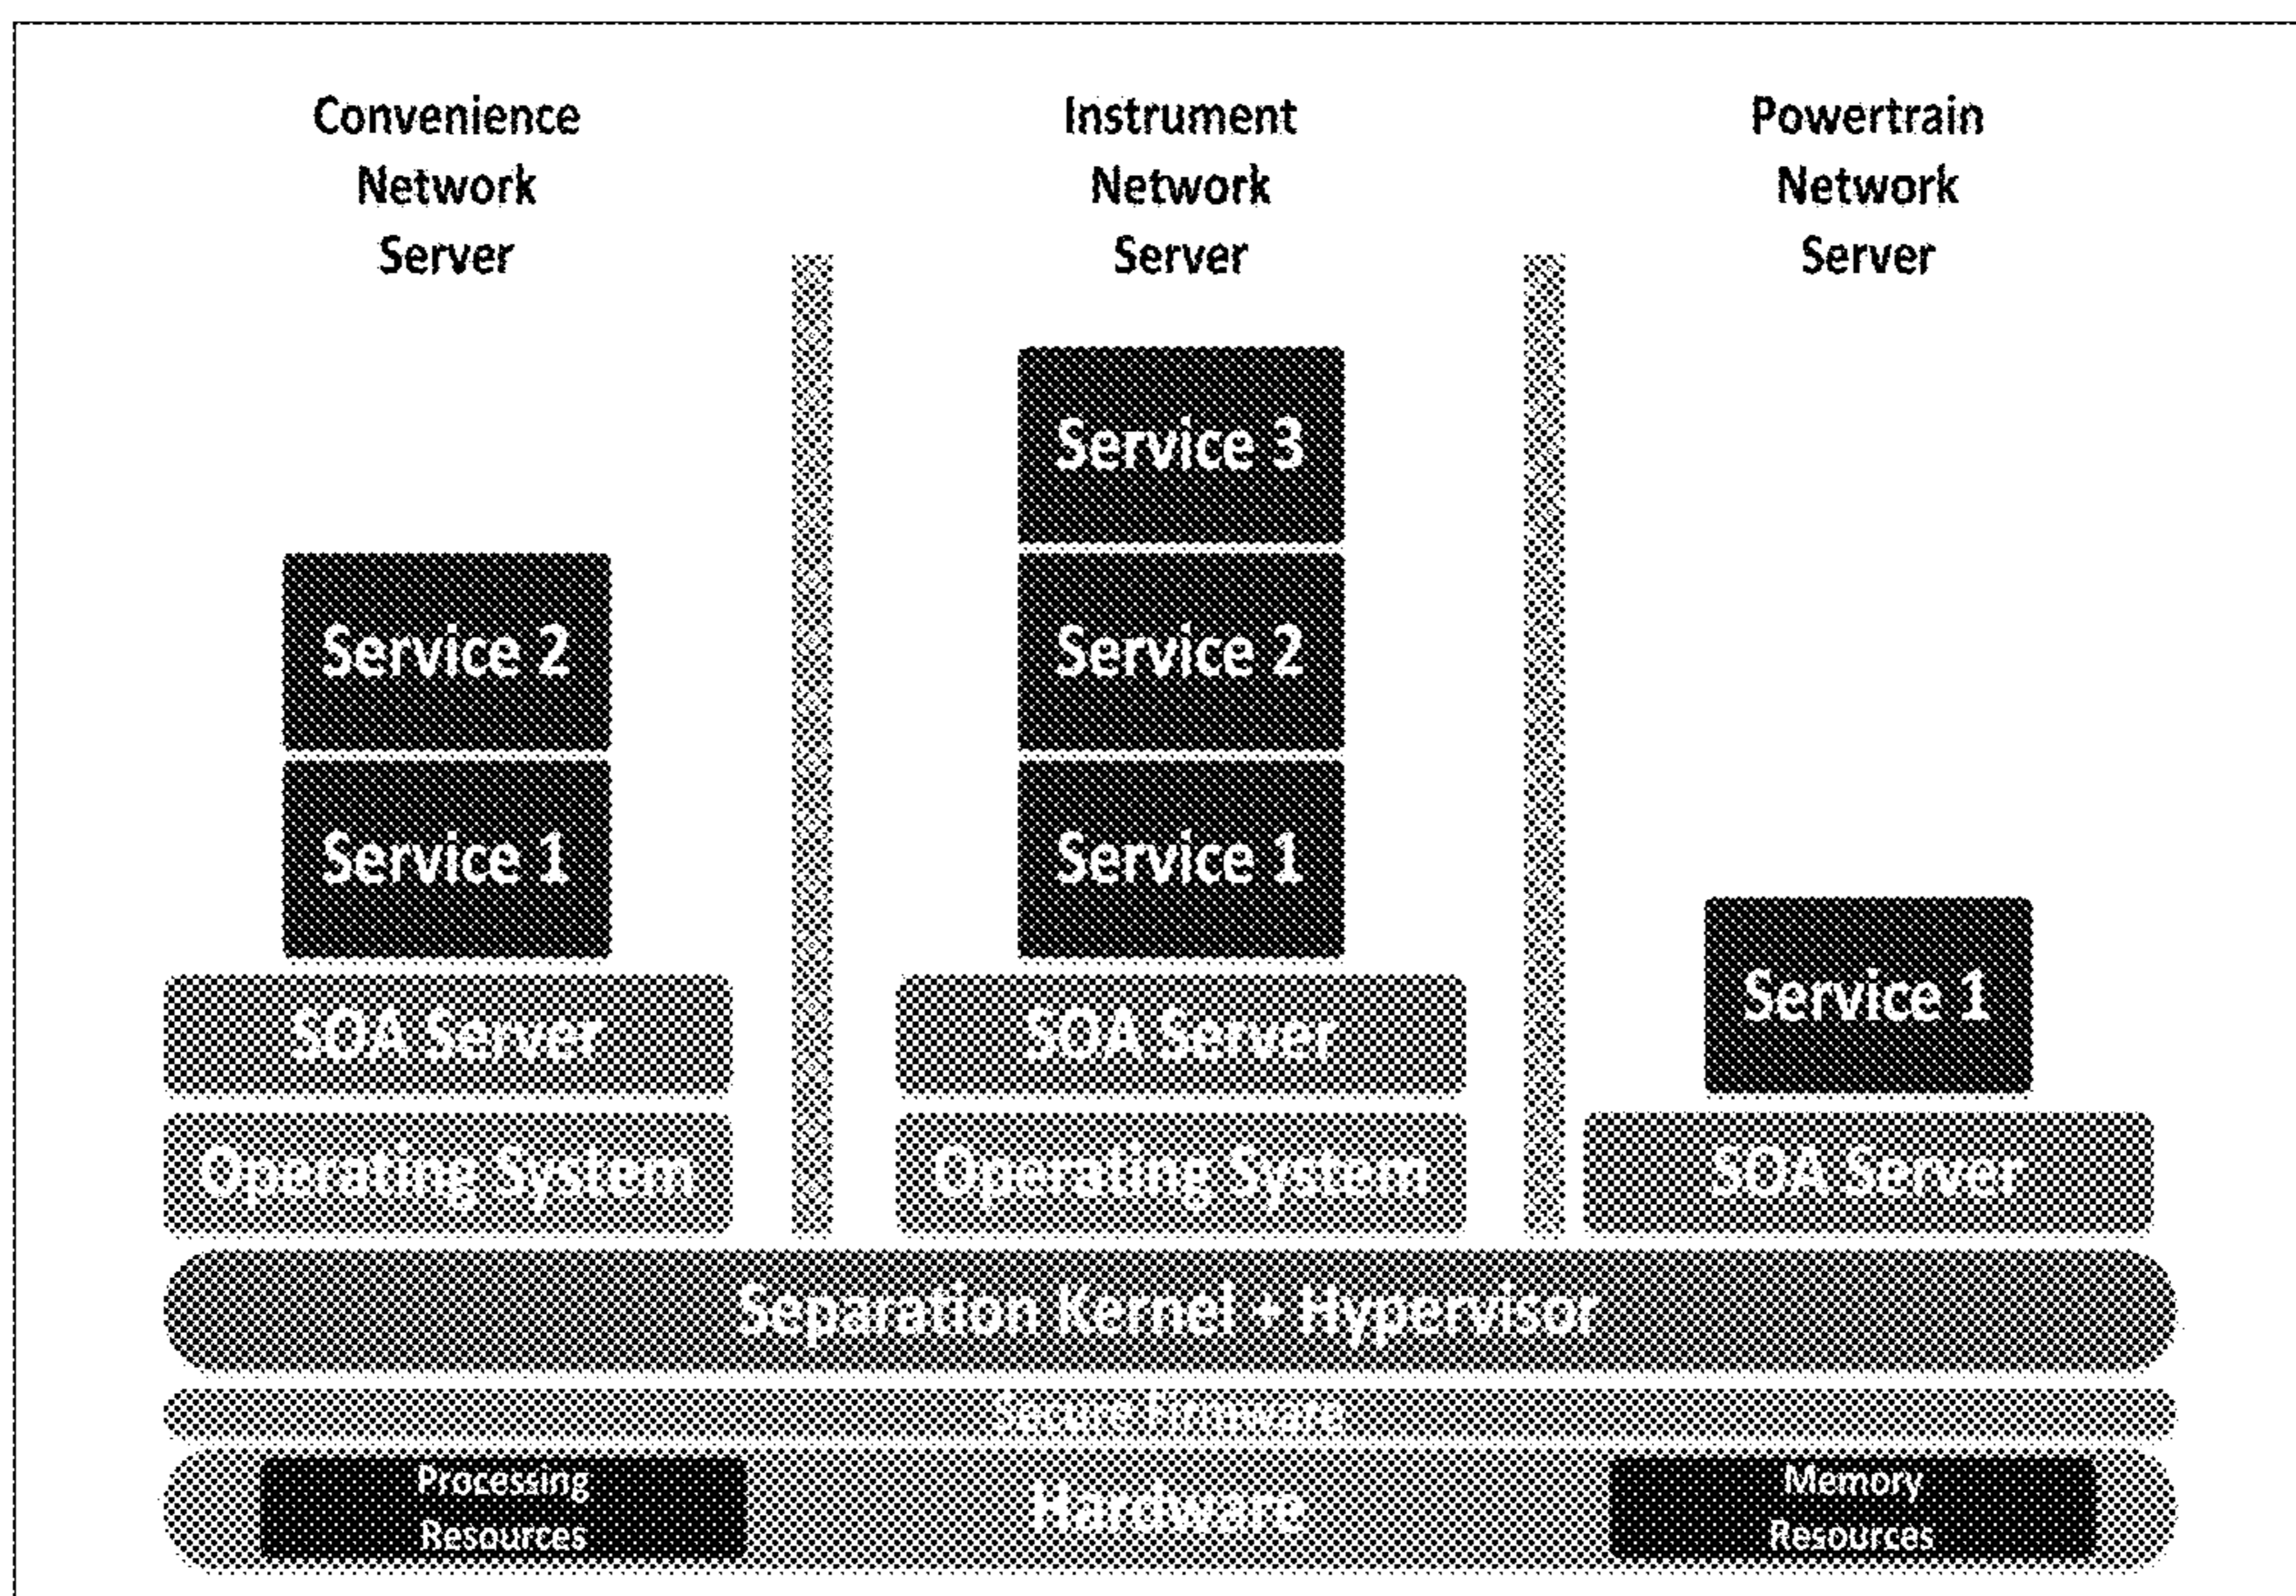 Convenience
Network
Server
Instrument
Network
Server
Powertrain
Network
Server
Service 3
Service 2
Service 2
Service 1
Service 1
Service 1
SOA Server
SOA Server
Operating System
Operating System
SOA Server
Separation Kernel + Hypervisor
Secure Firmware
Processing
Resources
Hardware
Memory
Resources